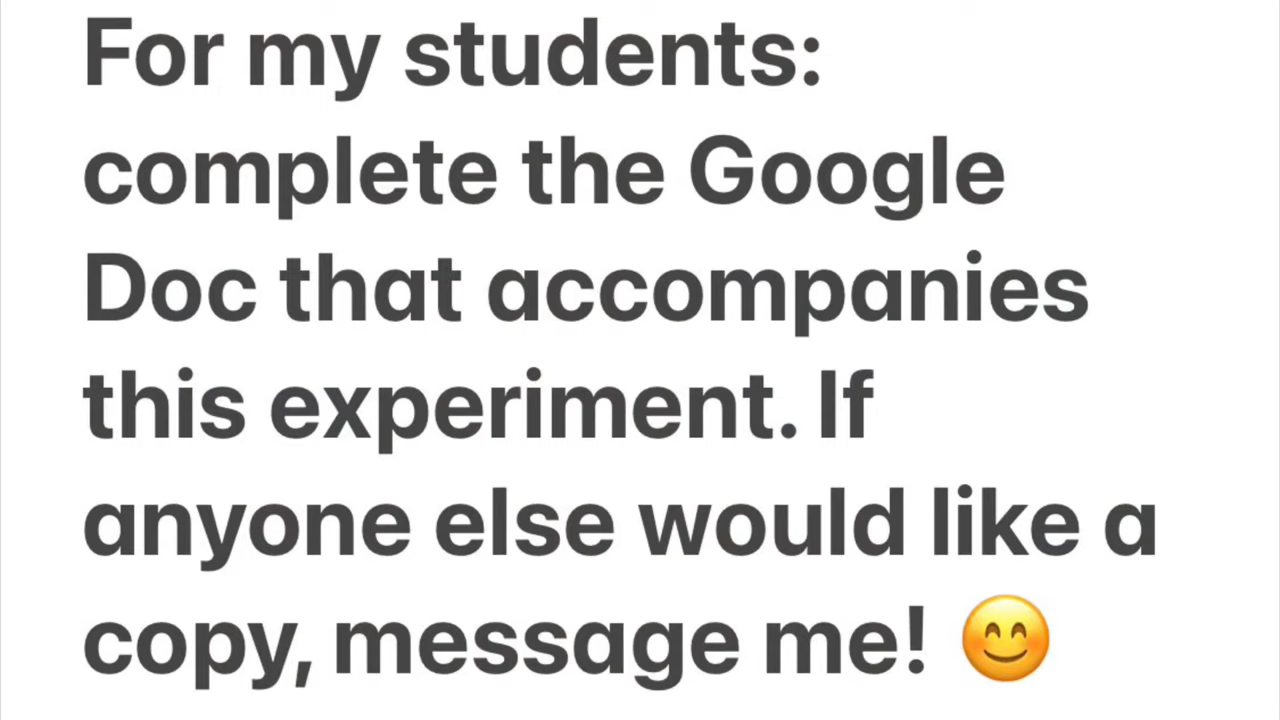 For my students:
complete the Google
Doc that accompanies
this experiment. If
anyone else would like a
copy, message me! 😊